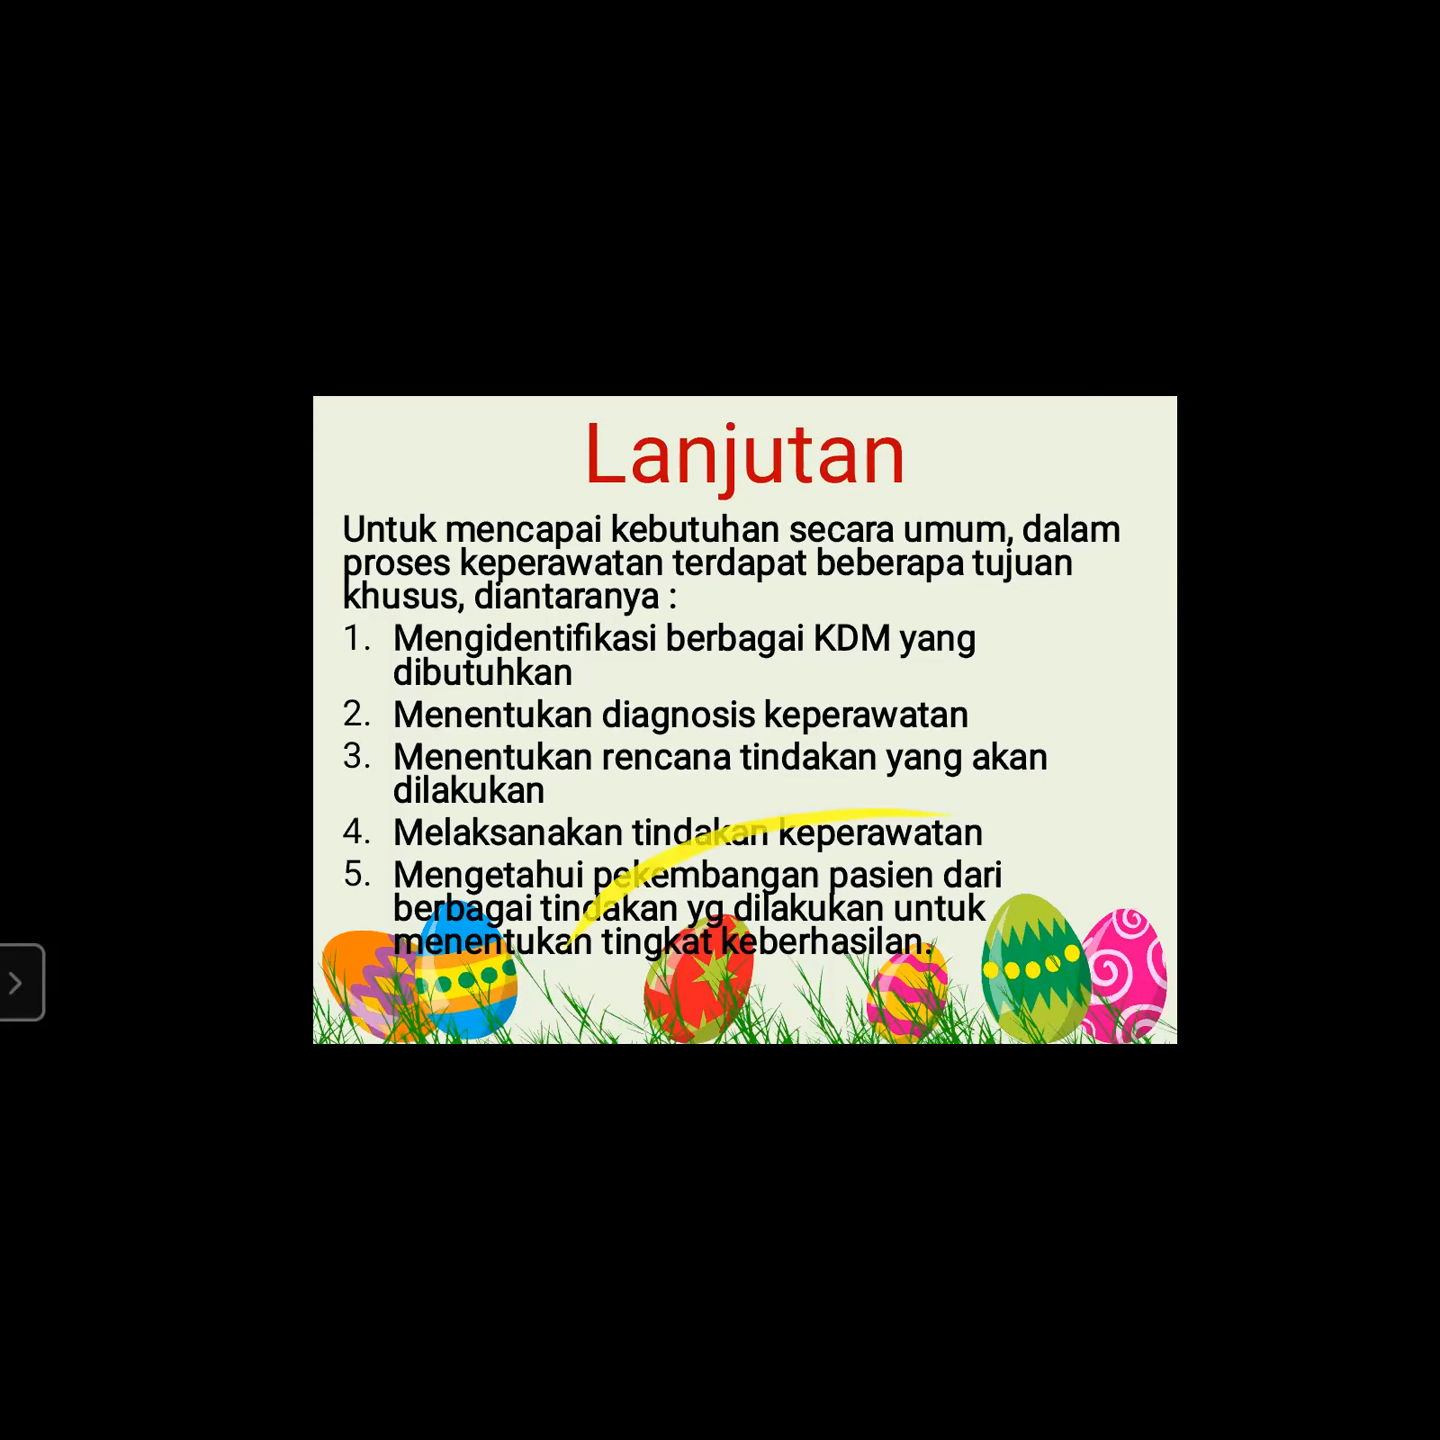 Lanjutan
Untuk mencapai kebutuhan secara umum, dalam
proses keperawatan terdapat beberapa tujuan
khusus, diantaranya :
1. Mengidentifikasi berbagai KDM yang
dibutuhkan
2. Menentukan diagnosis keperawatan
3. Menentukan rencana tindakan yang akan
dilakukan
4. Melaksanakan tindakan keperawatan
5. Mengetahui pekembangan pasien dari
berbagai tindakan yg dilakukan untuk
menentukan tingkat keberhasilan.